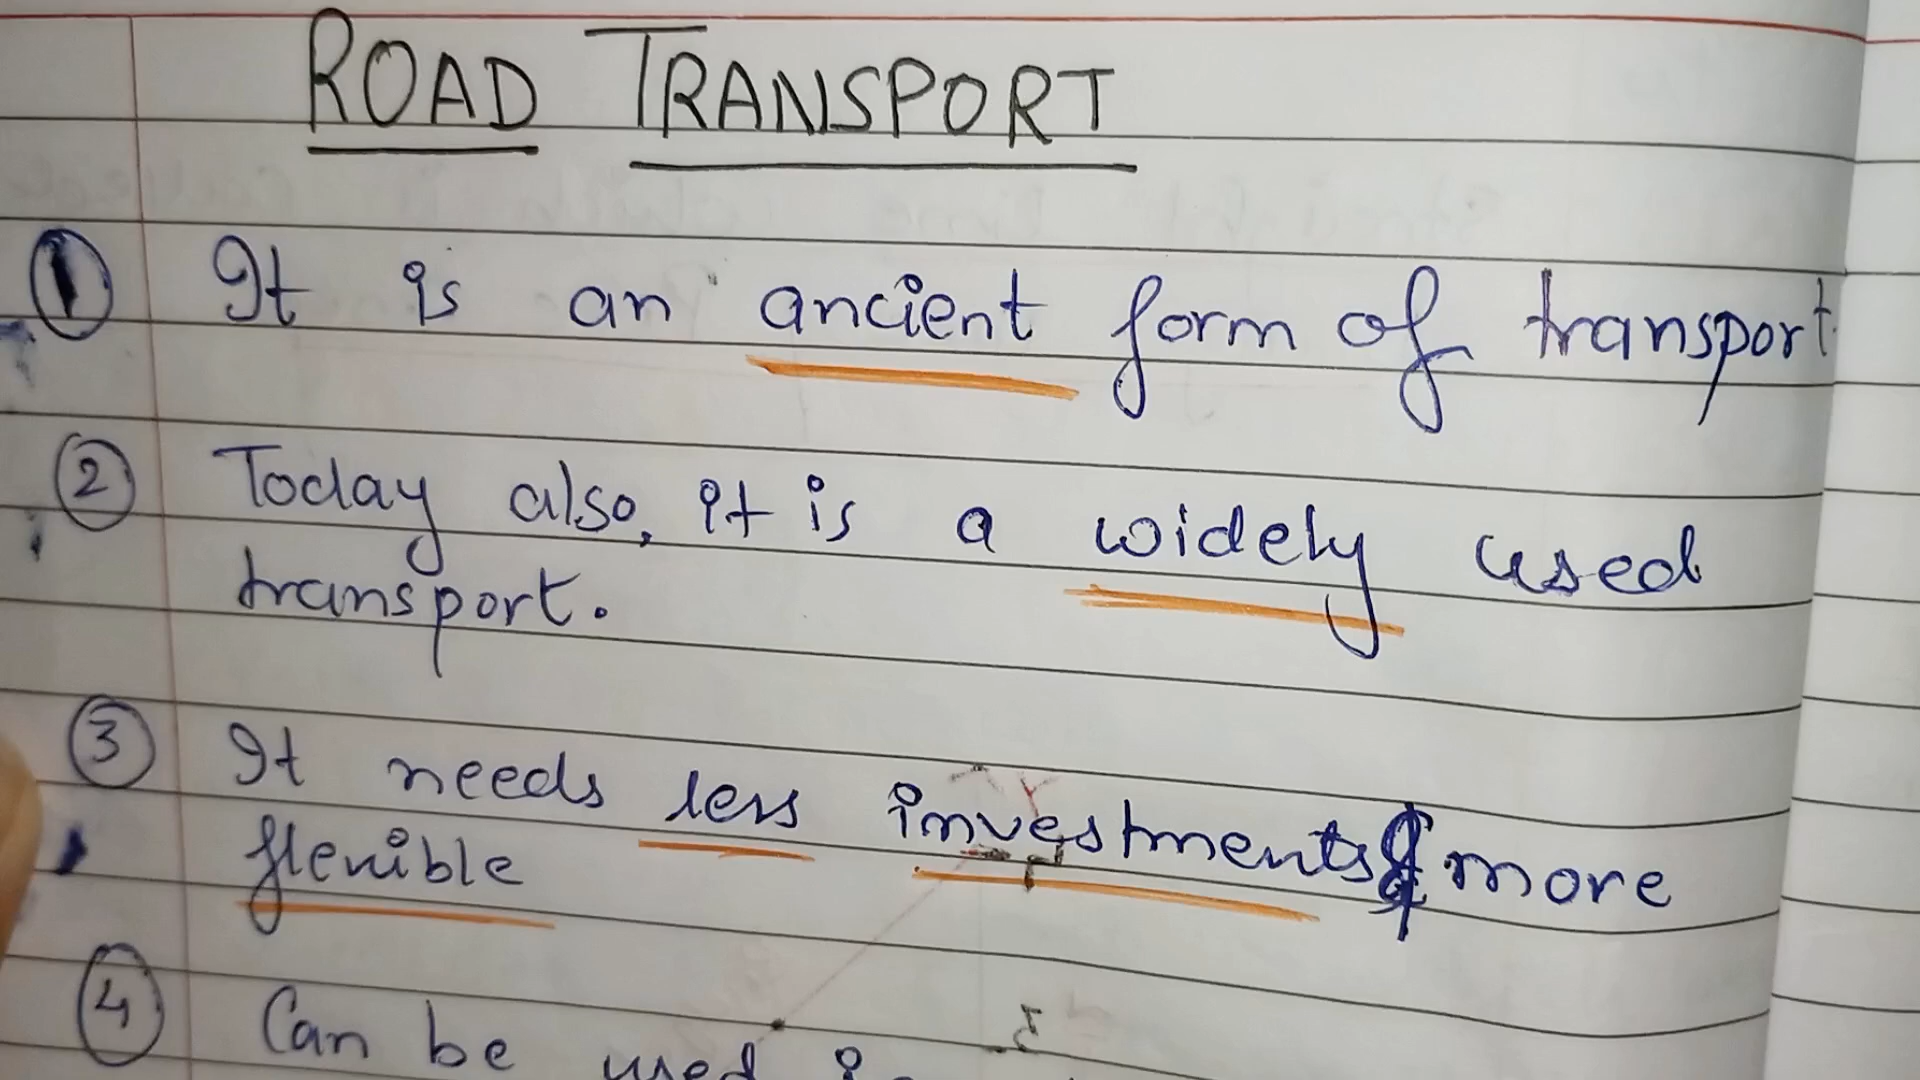 ROAD TRANSPORT
1 It is an ancient form of transport
2 Today also, it is a widely used
transport.
3 It needs less investments & more
flexible
4 Can be used